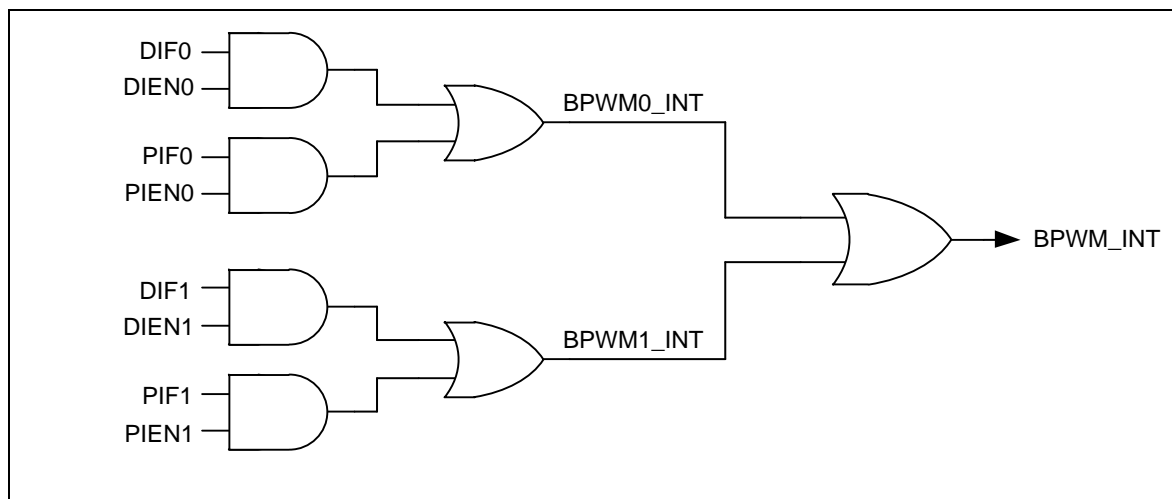 DIF0
DIEN0
PIF0
PIEN0
BPWM0_INT
BPWM_INT
DIF1
DIEN1
PIF1
PIEN1
BPWM1_INT